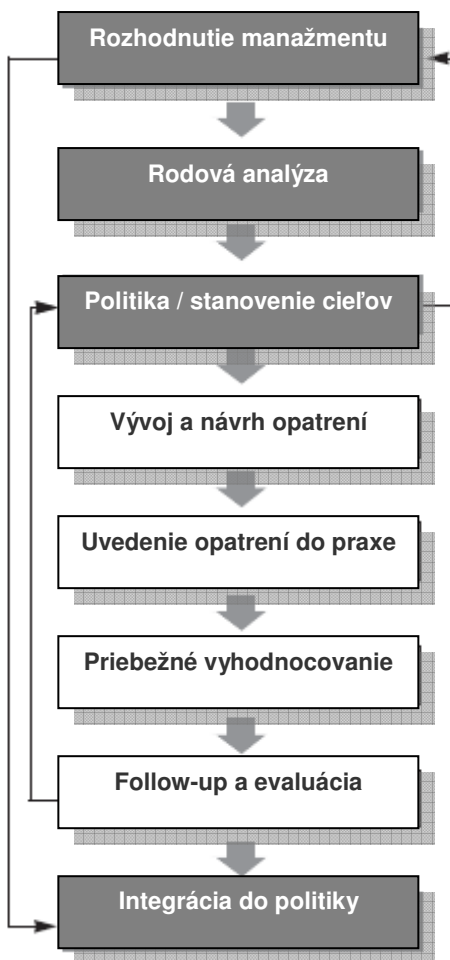 Rozhodnutie manažmentu
Rodová analýza
Politika / stanovenie cieľov
Vývoj a návrh opatrení
Uvedenie opatrení do praxe
Priebežné vyhodnocovanie
Follow-up a evaluácia
Integrácia do politiky